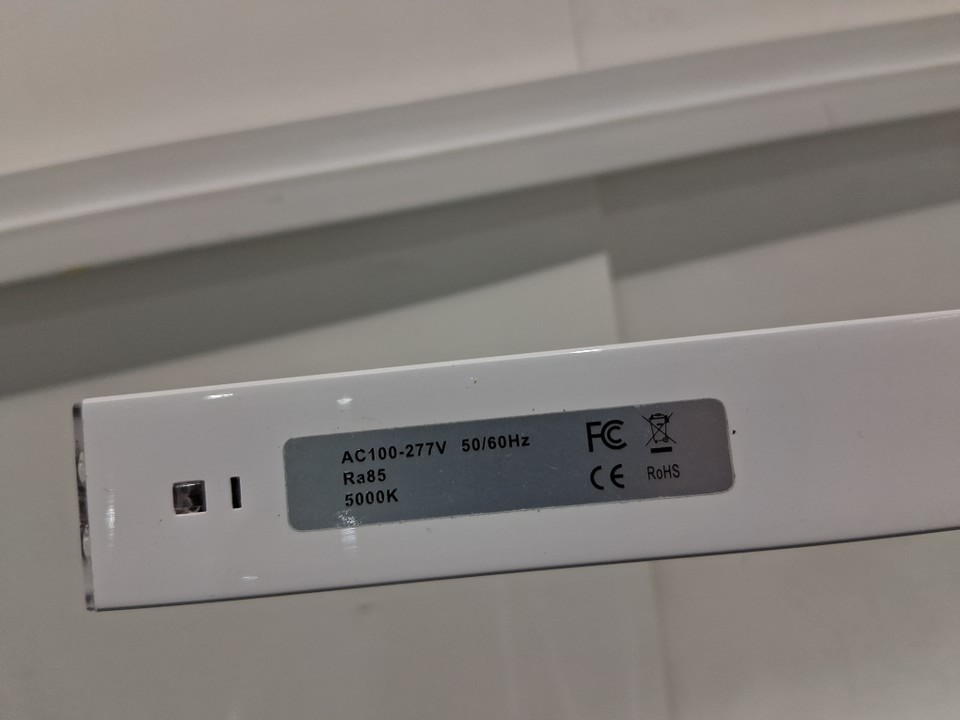 AC100-277V 50/60Hz
Ra85
5000K
FC
CE RoHS